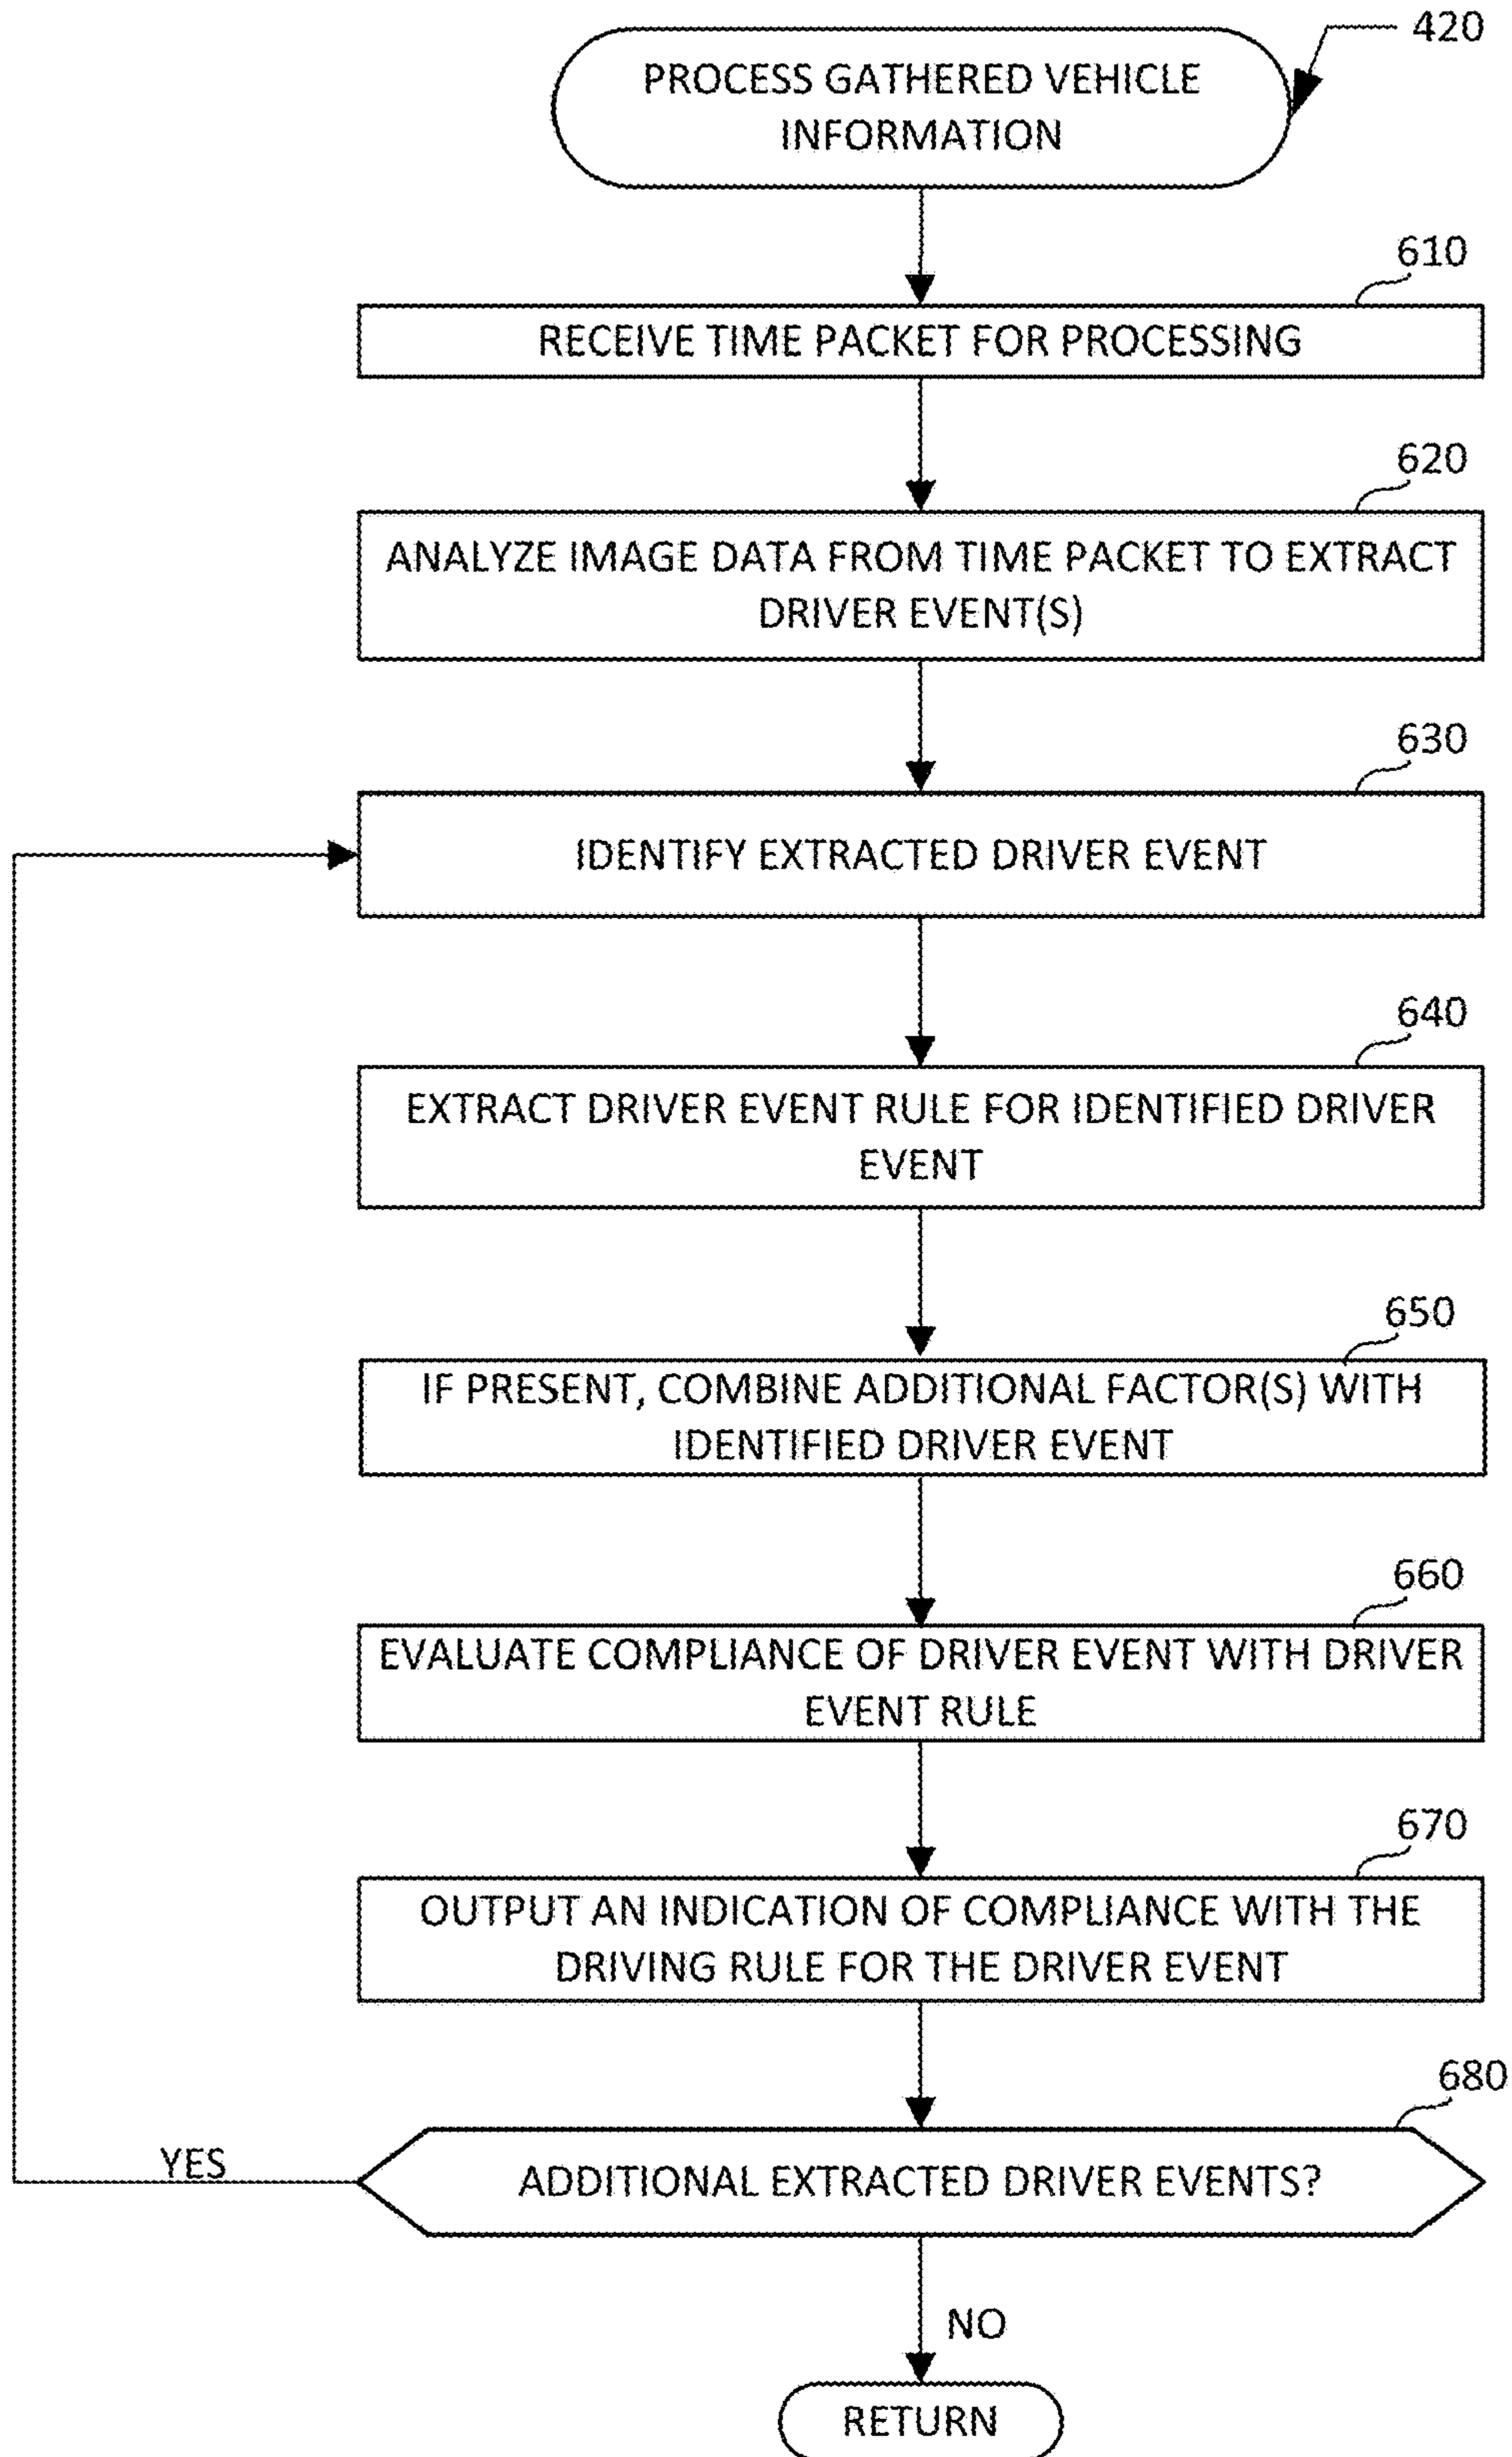 420
PROCESS GATHERED VEHICLE
INFORMATION
610
RECEIVE TIME PACKET FOR PROCESSING
620
ANALYZE IMAGE DATA FROM TIME PACKET TO EXTRACT
DRIVER EVENT(S)
630
IDENTIFY EXTRACTED DRIVER EVENT
640
EXTRACT DRIVER EVENT RULE FOR IDENTIFIED DRIVER
EVENT
650
IF PRESENT, COMBINE ADDITIONAL FACTOR(S) WITH
IDENTIFIED DRIVER EVENT
660
EVALUATE COMPLIANCE OF DRIVER EVENT WITH DRIVER
EVENT RULE
670
OUTPUT AN INDICATION OF COMPLIANCE WITH THE
DRIVING RULE FOR THE DRIVER EVENT
680
YES
ADDITIONAL EXTRACTED DRIVER EVENTS?
NO
RETURN